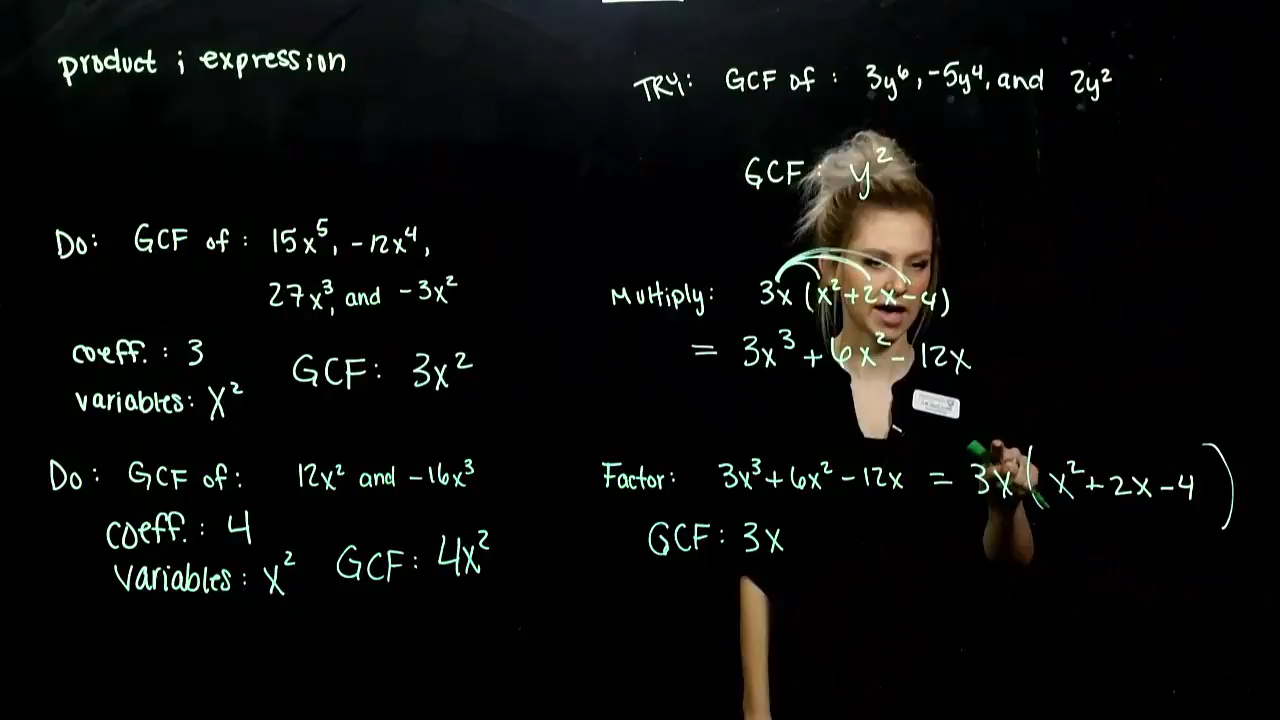 product ; expression
Do: GCF of : 15x⁵, -12x⁴,
27x³, and -3x²
coeff. : 3
variables: x²
GCF: 3x²
Do: GCF of: 12x² and -16x³
coeff. : 4
variables : x²
GCF: 4x²
TRY: GCF of : 3y⁶, -5y⁴, and 2y²
GCF: y²
Multiply: 3x (x² + 2x - 4)
= 3x³ + 6x² - 12x
Factor: 3x³ + 6x² - 12x = 3x ( x² + 2x - 4 )
GCF: 3x